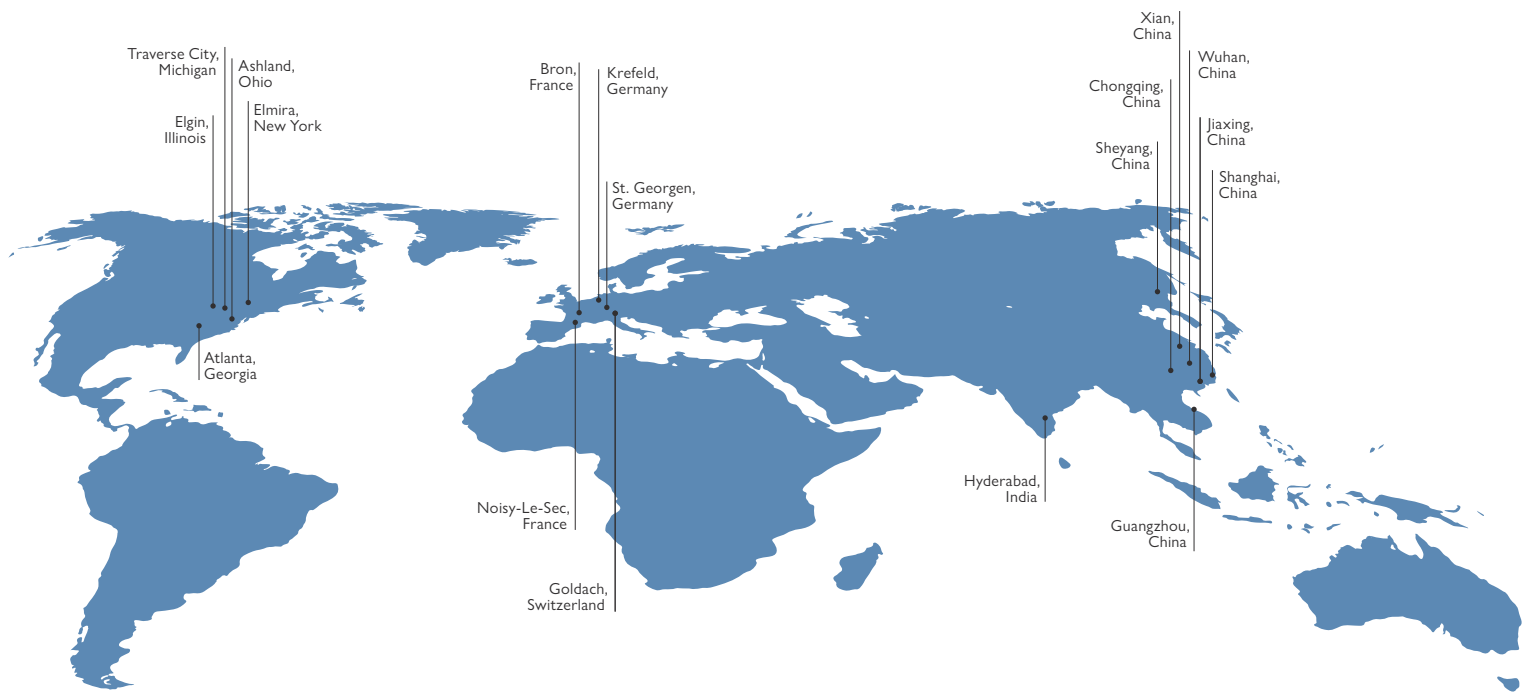 Traverse City,
Michigan
Ashland,
Ohio
Elgin,
Illinois
Elmira,
New York
Atlanta,
Georgia
Bron,
France
Krefeld,
Germany
St. Georgen,
Germany
Noisy-Le-Sec,
France
Goldach,
Switzerland
Xian,
China
Wuhan,
China
Chongqing,
China
Jiaxing,
China
Sheyang,
China
Shanghai,
China
Hyderabad,
India
Guangzhou,
China